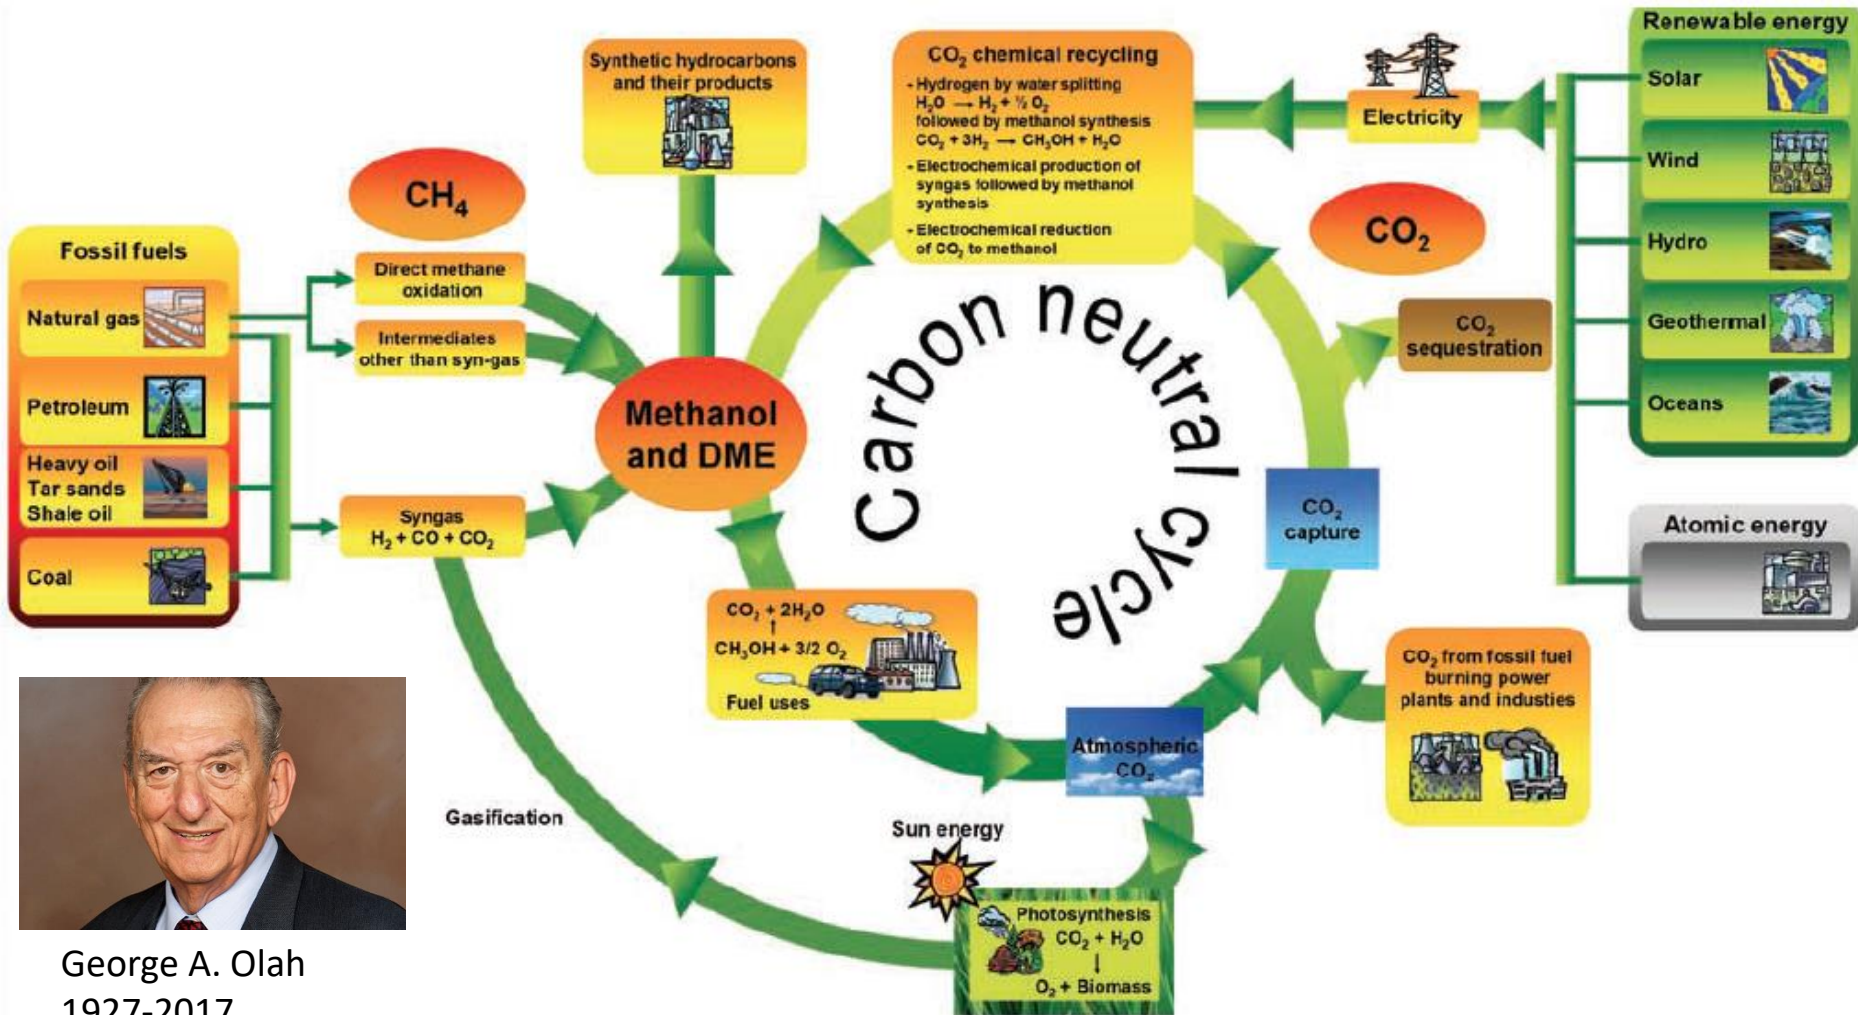 Fossil fuels
Natural gas
Petroleum
Heavy oil
Tar sands
Shale oil
Coal
CH₄
Direct methane
oxidation
Intermediates
other than syn-gas
Syngas
H₂ + CO + CO₂
Synthetic hydrocarbons
and their products
Methanol
and DME
CO₂ chemical recycling
- Hydrogen by water splitting
H₂O → H₂ + ½ O₂
followed by methanol synthesis
CO₂ + 3H₂ → CH₃OH + H₂O
- Electrochemical production of
syngas followed by methanol
synthesis
- Electrochemical reduction
of CO₂ to methanol
Carbon neutral cycle
Electricity
CO₂
CO₂
sequestration
CO₂
capture
Renewable energy
Solar
Wind
Hydro
Geothermal
Oceans
Atomic energy
CO₂ from fossil fuel
burning power
plants and industies
CO₂ + 2H₂O
↑
CH₃OH + 3/2 O₂
Fuel uses
Atmospheric
CO₂
Gasification
Sun energy
Photosynthesis
CO₂ + H₂O
↓
O₂ + Biomass
George A. Olah
1927-2017